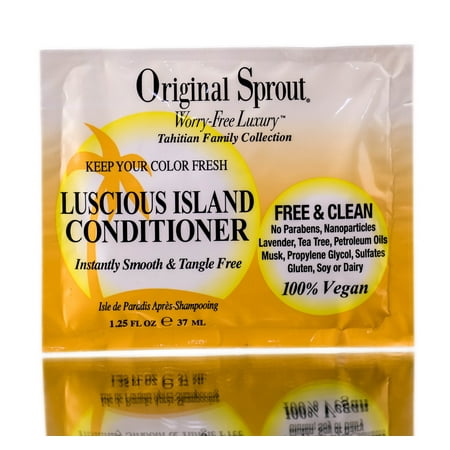 Original Sprout®
Worry-Free Luxury™
Tahitian Family Collection
KEEP YOUR COLOR FRESH
LUSCIOUS ISLAND
CONDITIONER
Instantly Smooth & Tangle Free
Isle de Paradis Après-Shampooing
1.25 FL OZ ℮ 37 ML
FREE & CLEAN
No Parabens, Nanoparticles
Lavender, Tea Tree, Petroleum Oils
Musk, Propylene Glycol, Sulfates
Gluten, Soy or Dairy
100% Vegan